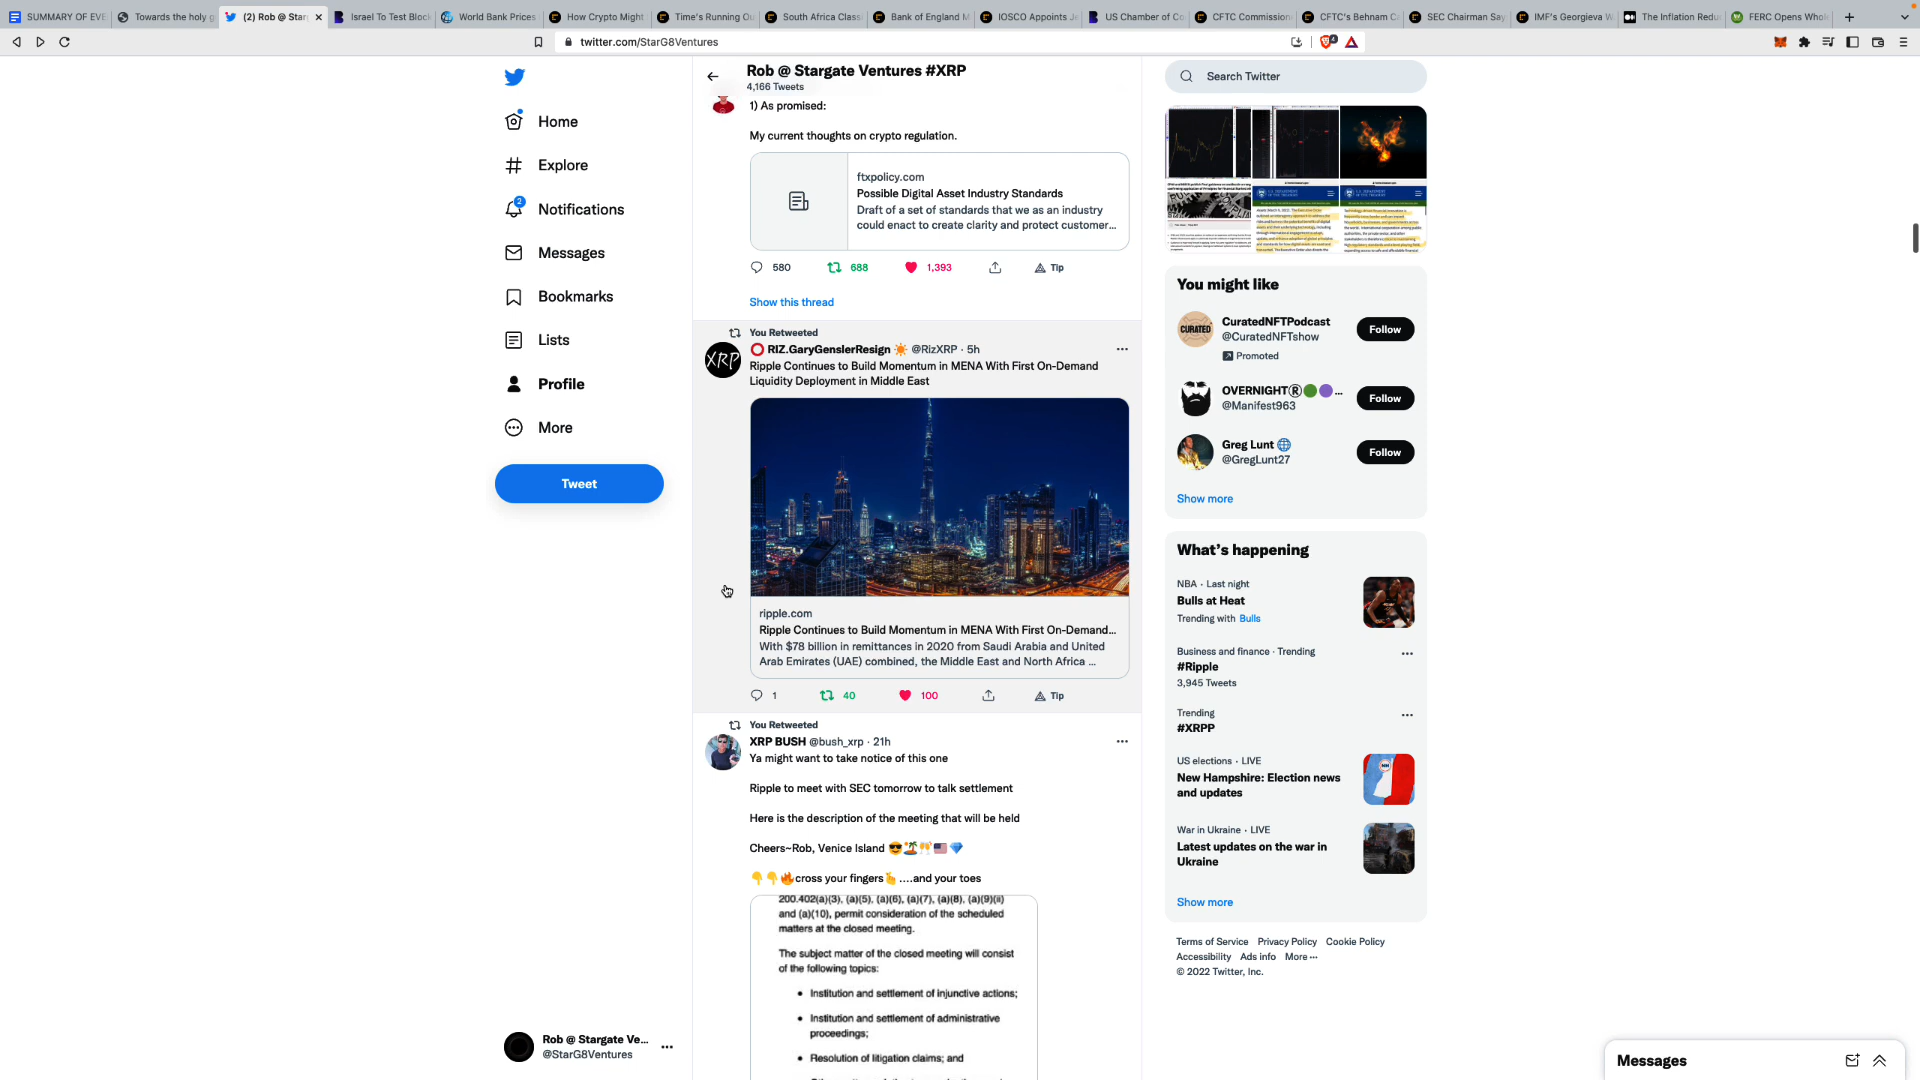 SUMMARY OF EVE
Towards the holy g
(2) Rob @ Star
Israel To Test Block
World Bank Prices
How Crypto Might
Time's Running Ou
South Africa Class
Bank of England M
IOSCO Appoints J
US Chamber of Co
CFTC Commission
CFTC's Behnam C
SEC Chairman Say
IMF's Georgieva W
The Inflation Redu
FERC Opens Whol
twitter.com/StarG8Ventures
4
Home
Explore
2
Notifications
Messages
Bookmarks
Lists
Profile
More
Tweet
Rob @ Stargate Ve...
@StarG8Ventures
Rob @ Stargate Ventures #XRP
4,166 Tweets
1) As promised:
My current thoughts on crypto regulation.
ftxpolicy.com
Possible Digital Asset Industry Standards
Draft of a set of standards that we as an industry
could enact to create clarity and protect customer...
580 688 1,393 Tip
Show this thread
You Retweeted
⭕ RIZ.GaryGenslerResign ☀️ @RizXRP · 5h
XRP
Ripple Continues to Build Momentum in MENA With First On-Demand
Liquidity Deployment in Middle East
ripple.com
Ripple Continues to Build Momentum in MENA With First On-Demand...
With $78 billion in remittances in 2020 from Saudi Arabia and United
Arab Emirates (UAE) combined, the Middle East and North Africa ...
1 40 100 Tip
You Retweeted
XRP BUSH @bush_xrp · 21h
Ya might want to take notice of this one
Ripple to meet with SEC tomorrow to talk settlement
Here is the description of the meeting that will be held
Cheers~Rob, Venice Island 😎🏝️🥂🇺🇸💎
👇👇🔥cross your fingers🫰....and your toes
200.402(a)(3), (a)(5), (a)(6), (a)(7), (a)(8), (a)(9)(ii)
and (a)(10), permit consideration of the scheduled
matters at the closed meeting.
The subject matter of the closed meeting will consist
of the following topics:
• Institution and settlement of injunctive actions;
• Institution and settlement of administrative
proceedings;
• Resolution of litigation claims; and
Search Twitter
You might like
CURATED
CuratedNFTPodcast
@CuratedNFTshow
Promoted
Follow
OVERNIGHT®🟢🟣...
@Manifest963
Follow
Greg Lunt 🌐
@GregLunt27
Follow
Show more
What's happening
NBA · Last night
Bulls at Heat
Trending with Bulls
Business and finance · Trending
#Ripple
3,945 Tweets
Trending
#XRPP
US elections · LIVE
New Hampshire: Election news
and updates
War in Ukraine · LIVE
Latest updates on the war in
Ukraine
Show more
Terms of Service Privacy Policy Cookie Policy
Accessibility Ads info More ···
© 2022 Twitter, Inc.
Messages